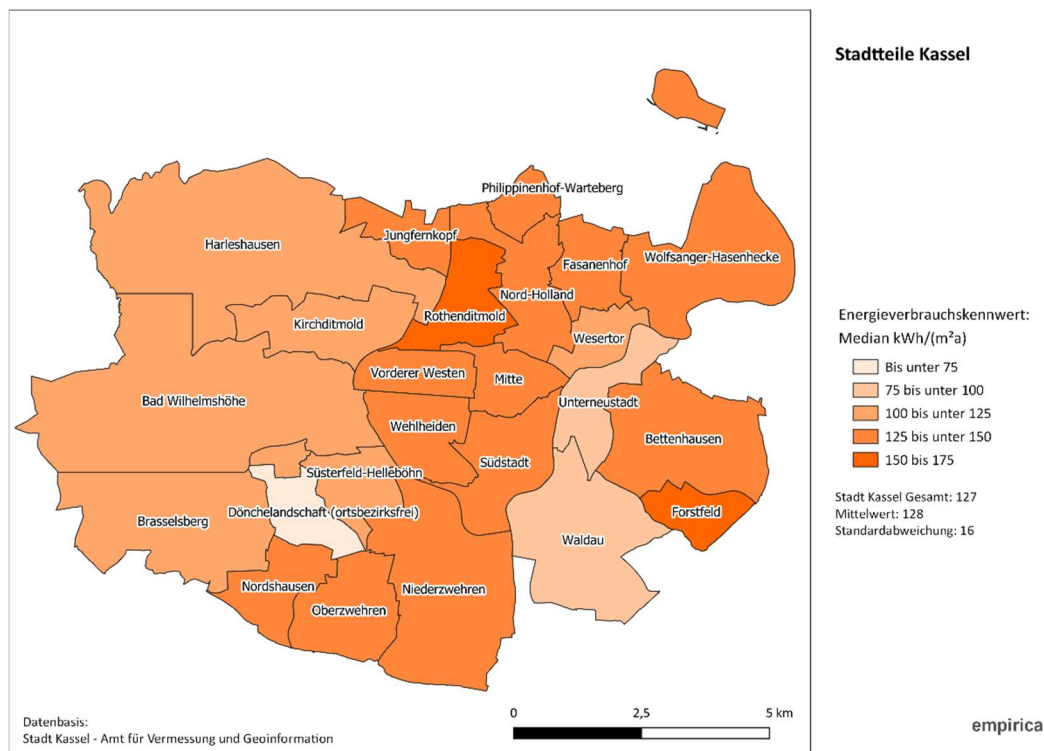 Stadtteile Kassel
Philippinenhof-Warteberg
Jungfernkopf
Harleshausen
Fasanenhof
Wolfsanger-Hasenhecke
Nord-Holland
Rothenditmold
Kirchditmold
Wesertor
Vorderer Westen
Mitte
Bad Wilhelmshöhe
Unterneustadt
Wehlheiden
Bettenhausen
Südstadt
Süsterfeld-Helleböhn
Dönchelandschaft (ortsbezirksfrei)
Forstfeld
Brasselsberg
Waldau
Nordshausen
Niederzwehren
Oberzwehren
Energieverbrauchskennwert:
Median kWh/(m²a)
Bis unter 75
75 bis unter 100
100 bis unter 125
125 bis unter 150
150 bis 175
Stadt Kassel Gesamt: 127
Mittelwert: 128
Standardabweichung: 16
0 2,5 5 km
Datenbasis:
Stadt Kassel - Amt für Vermessung und Geoinformation
empirica